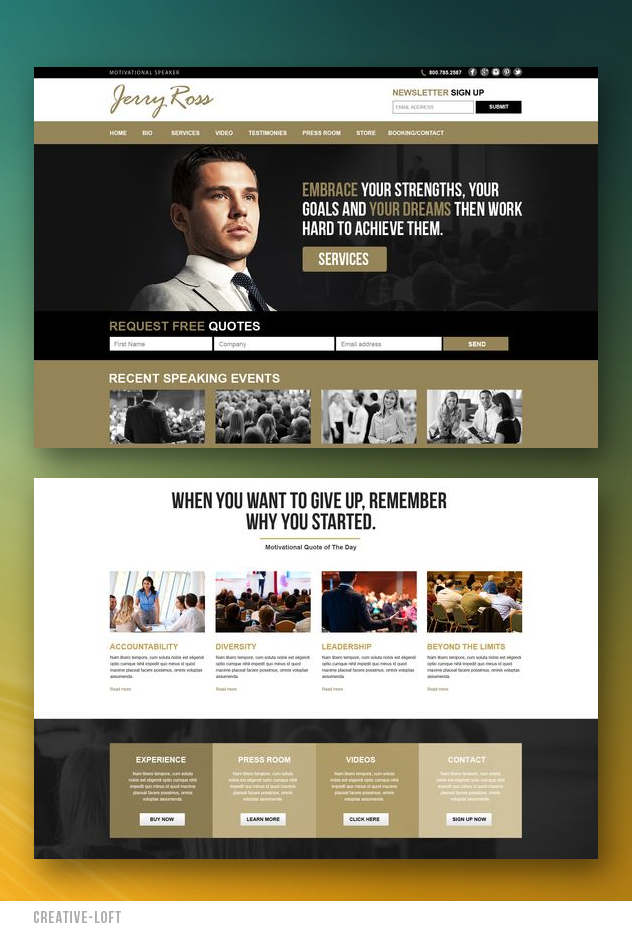 MOTIVATIONAL SPEAKER
800.785.2587
Jerry Ross
NEWSLETTER SIGN UP
EMAIL ADDRESS
SUBMIT
HOME BIO SERVICES VIDEO TESTIMONIES PRESS ROOM STORE BOOKING/CONTACT
EMBRACE YOUR STRENGTHS, YOUR
GOALS AND YOUR DREAMS THEN WORK
HARD TO ACHIEVE THEM.
SERVICES
REQUEST FREE QUOTES
First Name
Company
Email address
SEND
RECENT SPEAKING EVENTS
WHEN YOU WANT TO GIVE UP, REMEMBER
WHY YOU STARTED.
Motivational Quote of The Day
ACCOUNTABILITY
Nam libero tempore, cum soluta nobis est eligendi
optio cumque nihil impedit quo minus id quod
maxime placeat facere possimus, omnis voluptas
assumenda
Read more
DIVERSITY
Nam libero tempore, cum soluta nobis est eligendi
optio cumque nihil impedit quo minus id quod
maxime placeat facere possimus, omnis voluptas
assumenda
Read more
LEADERSHIP
Nam libero tempore, cum soluta nobis est eligendi
optio cumque nihil impedit quo minus id quod
maxime placeat facere possimus, omnis voluptas
assumenda
Read more
BEYOND THE LIMITS
Nam libero tempore, cum soluta nobis est eligendi
optio cumque nihil impedit quo minus id quod
maxime placeat facere possimus, omnis voluptas
assumenda
Read more
EXPERIENCE
Nam libero tempore, cum soluta
nobis est eligendi optio cumque nihil
impedit quo minus id quod maxime
placeat facere possimus, omnis
voluptas assumenda
BUY NOW
PRESS ROOM
Nam libero tempore, cum soluta
nobis est eligendi optio cumque nihil
impedit quo minus id quod maxime
placeat facere possimus, omnis
voluptas assumenda
LEARN MORE
VIDEOS
Nam libero tempore, cum soluta
nobis est eligendi optio cumque nihil
impedit quo minus id quod maxime
placeat facere possimus, omnis
voluptas assumenda
CLICK HERE
CONTACT
Nam libero tempore, cum soluta
nobis est eligendi optio cumque nihil
impedit quo minus id quod maxime
placeat facere possimus, omnis
voluptas assumenda
SIGN UP NOW
CREATIVE-LOFT